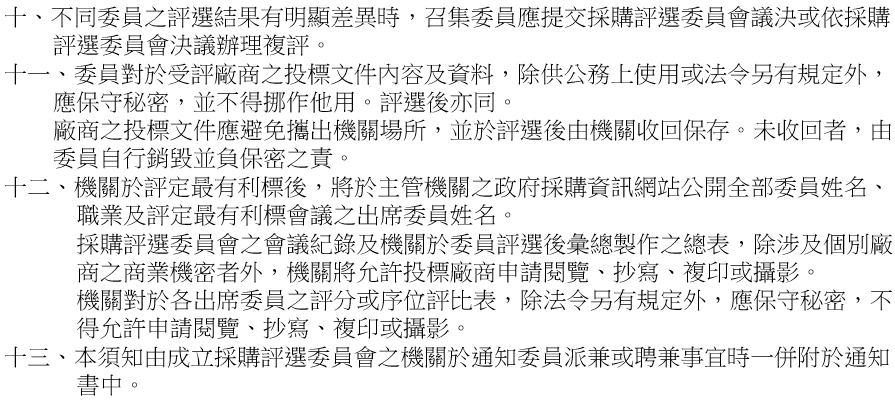 十、不同委員之評選結果有明顯差異時，召集委員應提交採購評選委員會議決或依採購
評選委員會決議辦理複評。
十一、委員對於受評廠商之投標文件內容及資料，除供公務上使用或法令另有規定外，
應保守秘密，並不得挪作他用。評選後亦同。
廠商之投標文件應避免攜出機關場所，並於評選後由機關收回保存。未收回者，由
委員自行銷毀並負保密之責。
十二、機關於評定最有利標後，將於主管機關之政府採購資訊網站公開全部委員姓名、
職業及評定最有利標會議之出席委員姓名。
採購評選委員會之會議紀錄及機關於委員評選後彙總製作之總表，除涉及個別廠
商之商業機密者外，機關將允許投標廠商申請閱覽、抄寫、複印或攝影。
機關對於各出席委員之評分或序位評比表，除法令另有規定外，應保守秘密，不
得允許申請閱覽、抄寫、複印或攝影。
十三、本須知由成立採購評選委員會之機關於通知委員派兼或聘兼事宜時一併附於通知
書中。